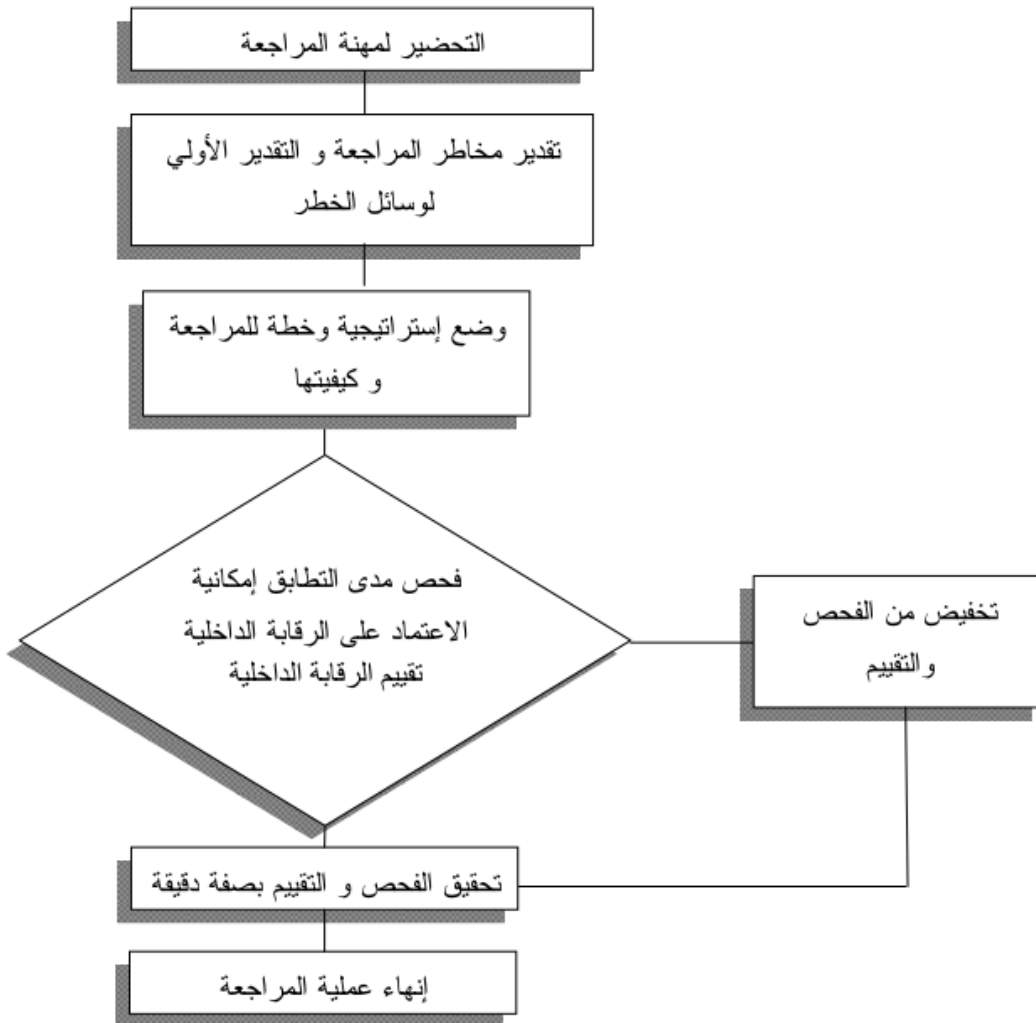 التحضير لمهنة المراجعة
تقدير مخاطر المراجعة و التقدير الأولي
لوسائل الخطر
وضع إستراتيجية وخطة للمراجعة
و كيفيتها
فحص مدى التطابق إمكانية
الاعتماد على الرقابة الداخلية
تقييم الرقابة الداخلية
تخفيض من الفحص
والتقييم
تحقيق الفحص و التقييم بصفة دقيقة
إنهاء عملية المراجعة